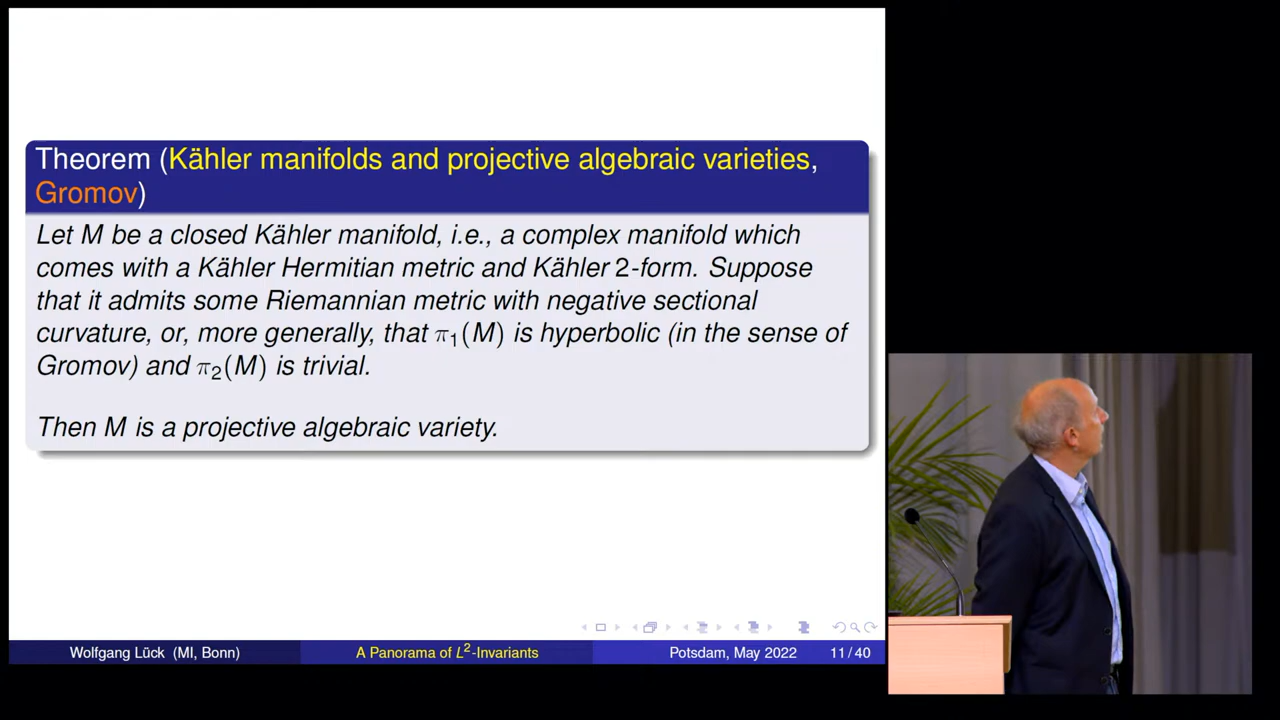 Theorem (Kähler manifolds and projective algebraic varieties,
Gromov)
Let M be a closed Kähler manifold, i.e., a complex manifold which
comes with a Kähler Hermitian metric and Kähler 2-form. Suppose
that it admits some Riemannian metric with negative sectional
curvature, or, more generally, that π₁(M) is hyperbolic (in the sense of
Gromov) and π₂(M) is trivial.
Then M is a projective algebraic variety.
Wolfgang Lück (MI, Bonn) A Panorama of L²-Invariants Potsdam, May 2022 11 / 40